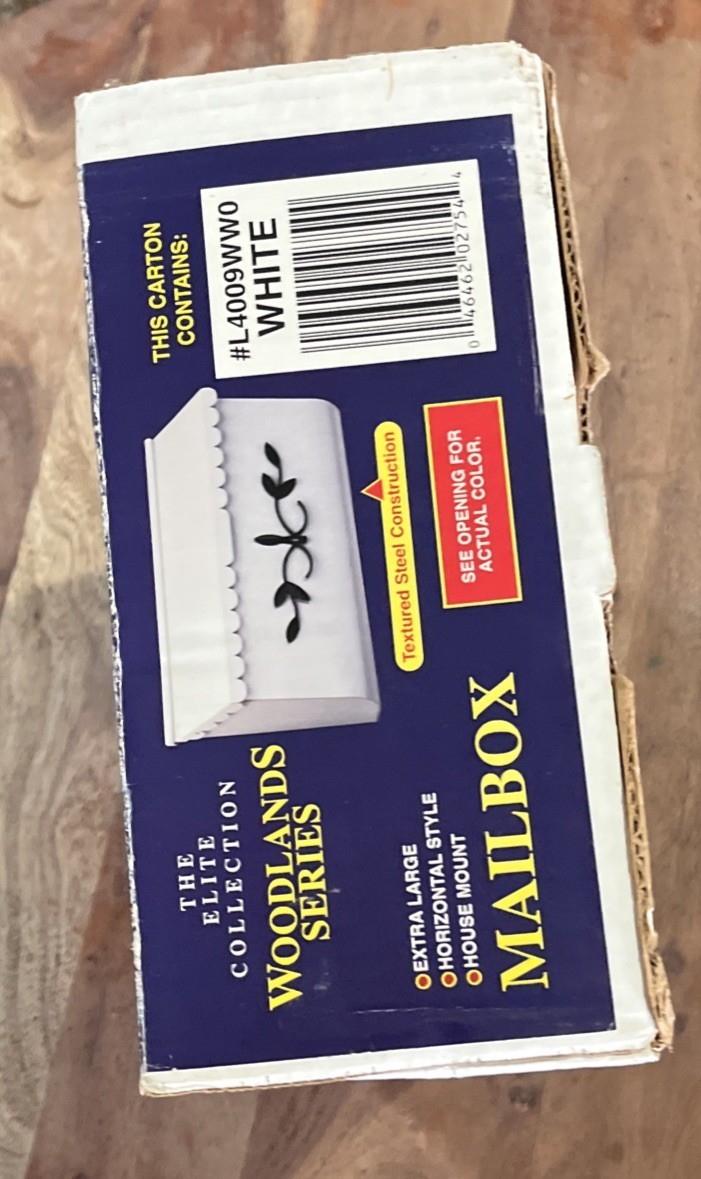 THE
ELITE
COLLECTION
WOODLANDS
SERIES
●EXTRA LARGE
●HORIZONTAL STYLE
●HOUSE MOUNT
MAILBOX
Textured Steel Construction
SEE OPENING FOR
ACTUAL COLOR.
THIS CARTON
CONTAINS:
#L4009WW0
WHITE
0 46462 02754 4